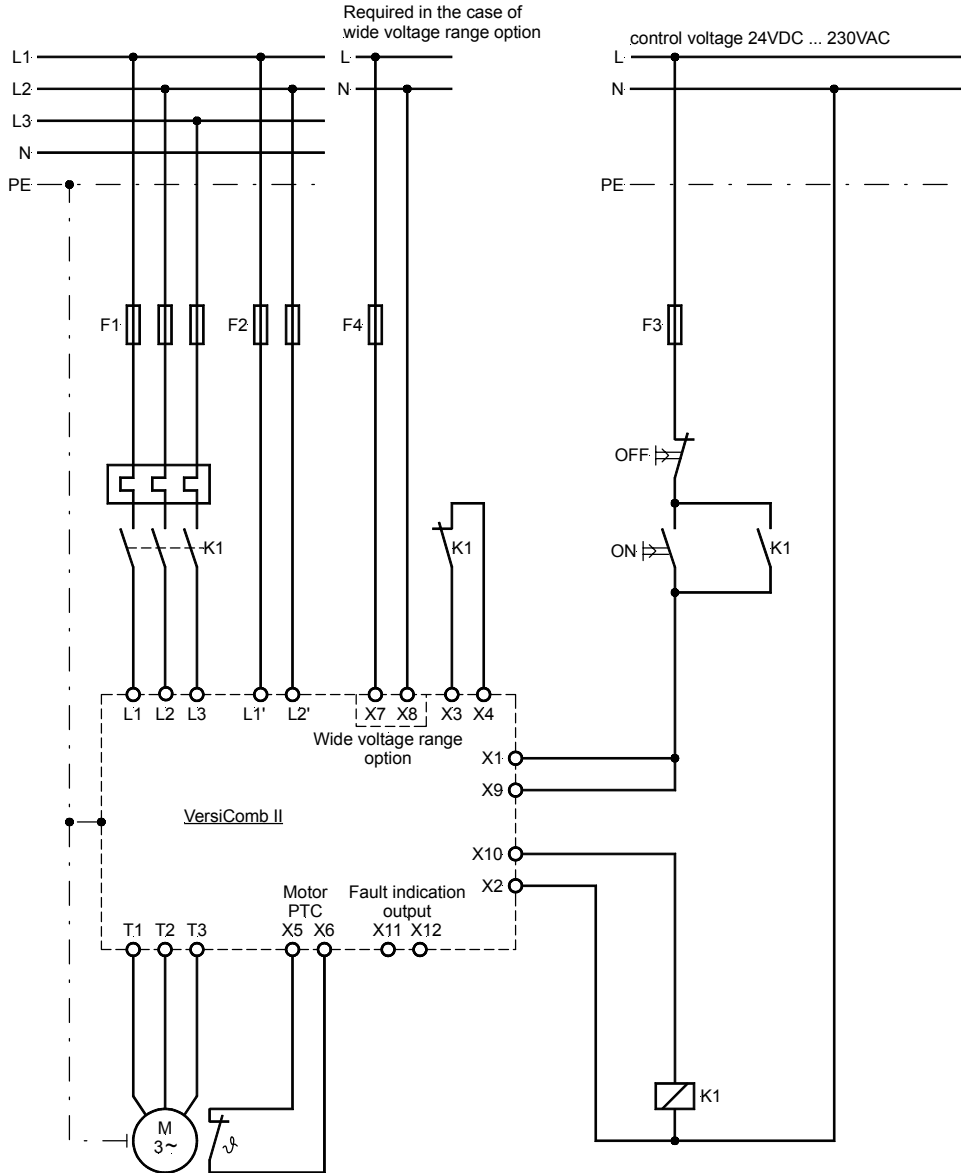 Required in the case of
wide voltage range option
control voltage 24VDC ... 230VAC
L1
L
L
L2
N
N
L3
N
PE
PE
F1
F2
F4
F3
OFF
K1
K1
ON
K1
L1 L2 L3 L1' L2' X7 X8 X3 X4
Wide voltage range
option
X1
X9
VersiComb II
X10
X2
Motor
PTC
Fault indication
output
T1 T2 T3 X5 X6 X11 X12
K1
M
3~
ϑ